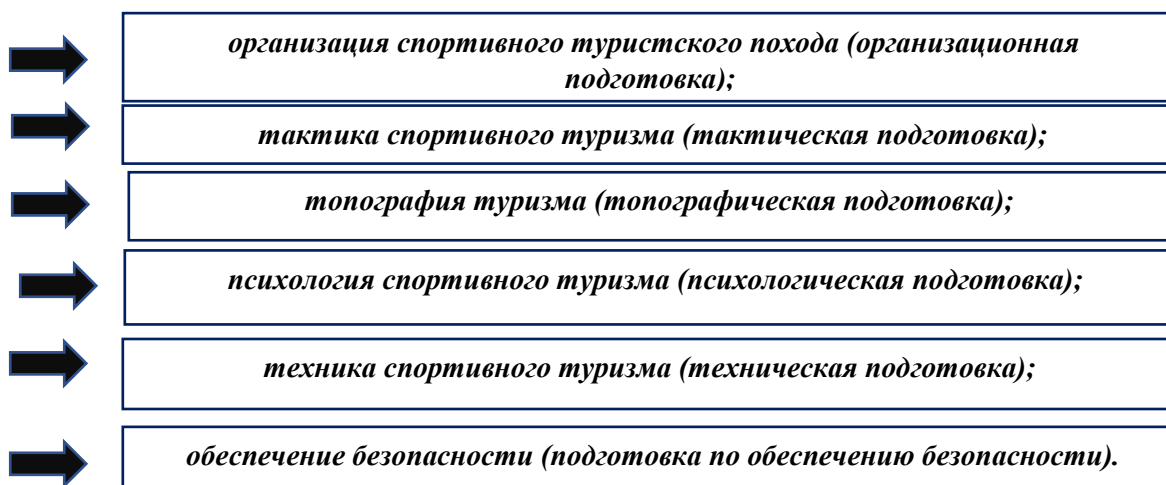 организация спортивного туристского похода (организационная
подготовка);
тактика спортивного туризма (тактическая подготовка);
топография туризма (топографическая подготовка);
психология спортивного туризма (психологическая подготовка);
техника спортивного туризма (техническая подготовка);
обеспечение безопасности (подготовка по обеспечению безопасности).